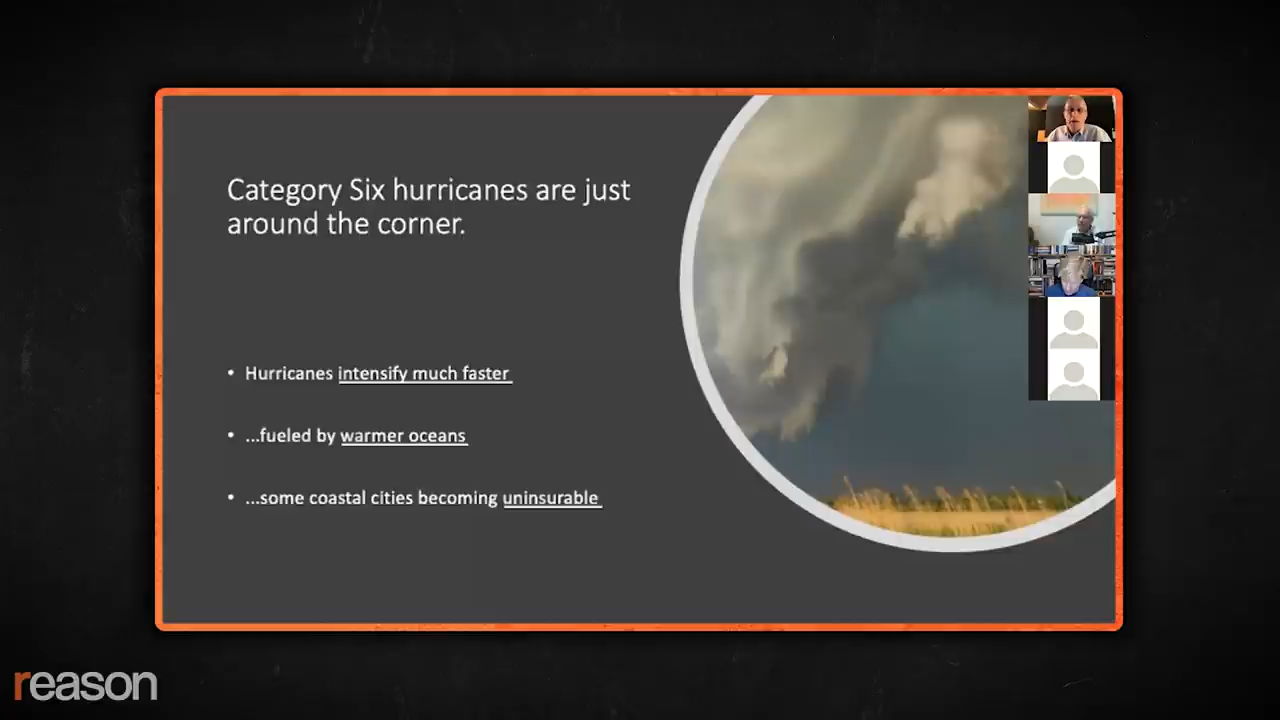 Category Six hurricanes are just
around the corner.
• Hurricanes intensify much faster
• ...fueled by warmer oceans
• ...some coastal cities becoming uninsurable
reason